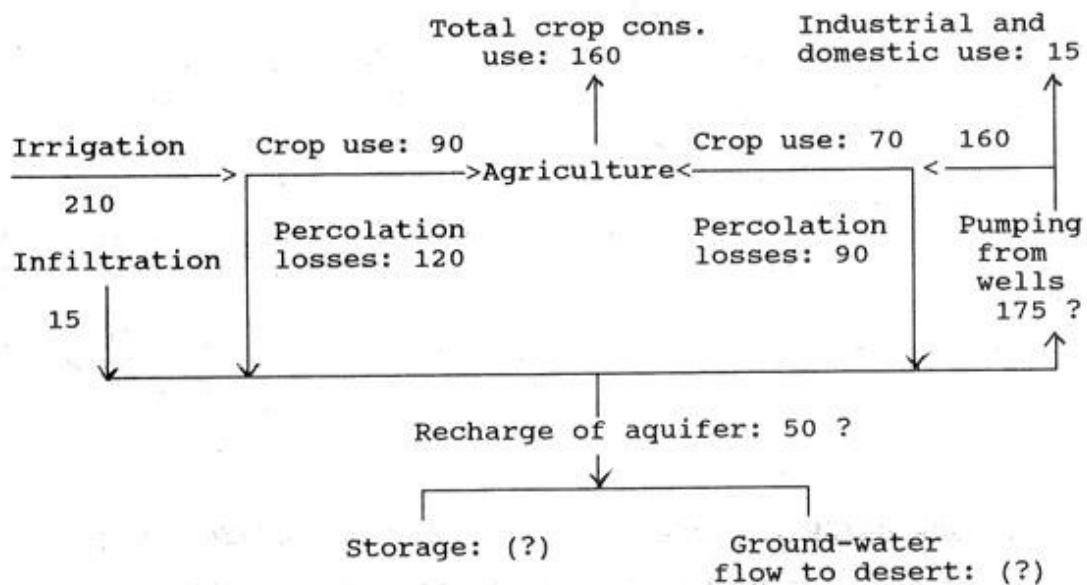 Total crop cons.
use: 160
Industrial and
domestic use: 15
Irrigation
210
Crop use: 90
>Agriculture<
Crop use: 70
160
Infiltration
15
Percolation
losses: 120
Percolation
losses: 90
Pumping
from
wells
175 ?
Recharge of aquifer: 50 ?
Storage: (?)
Ground-water
flow to desert: (?)